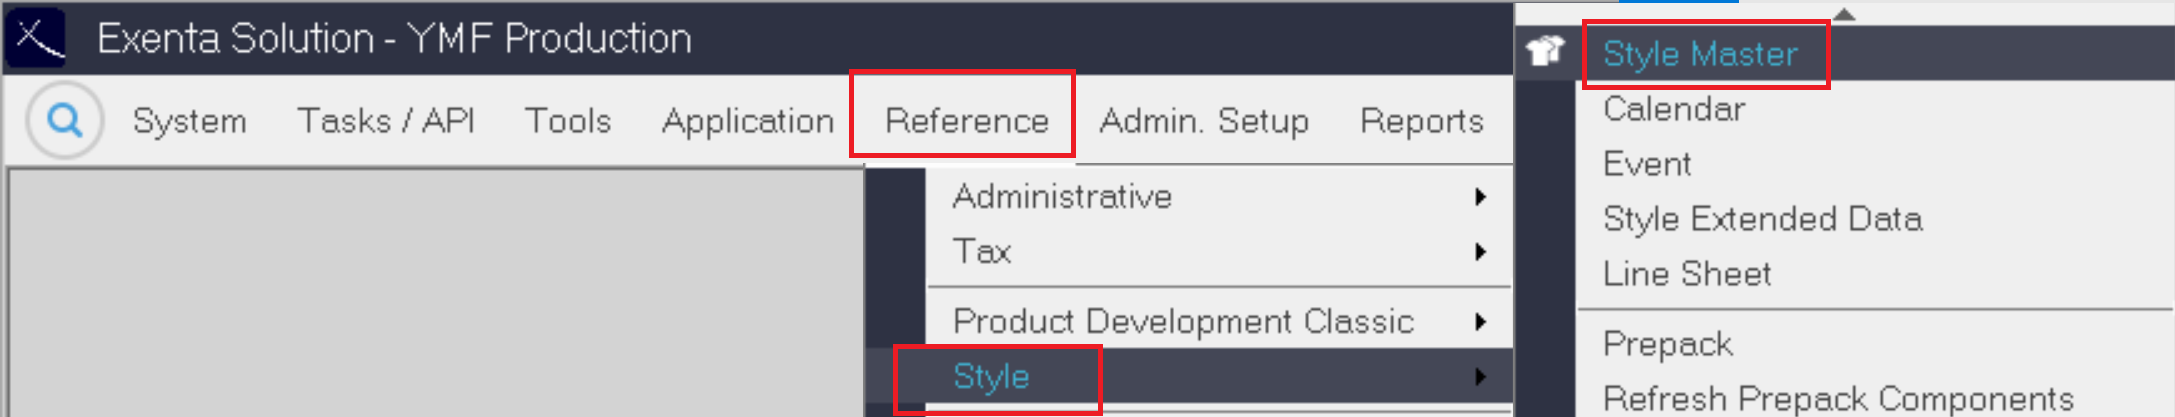 Exenta Solution - YMF Production
System Tasks / API Tools Application Reference Admin. Setup Reports
Administrative
Tax
Product Development Classic
Style
Style Master
Calendar
Event
Style Extended Data
Line Sheet
Prepack
Refresh Prepack Components